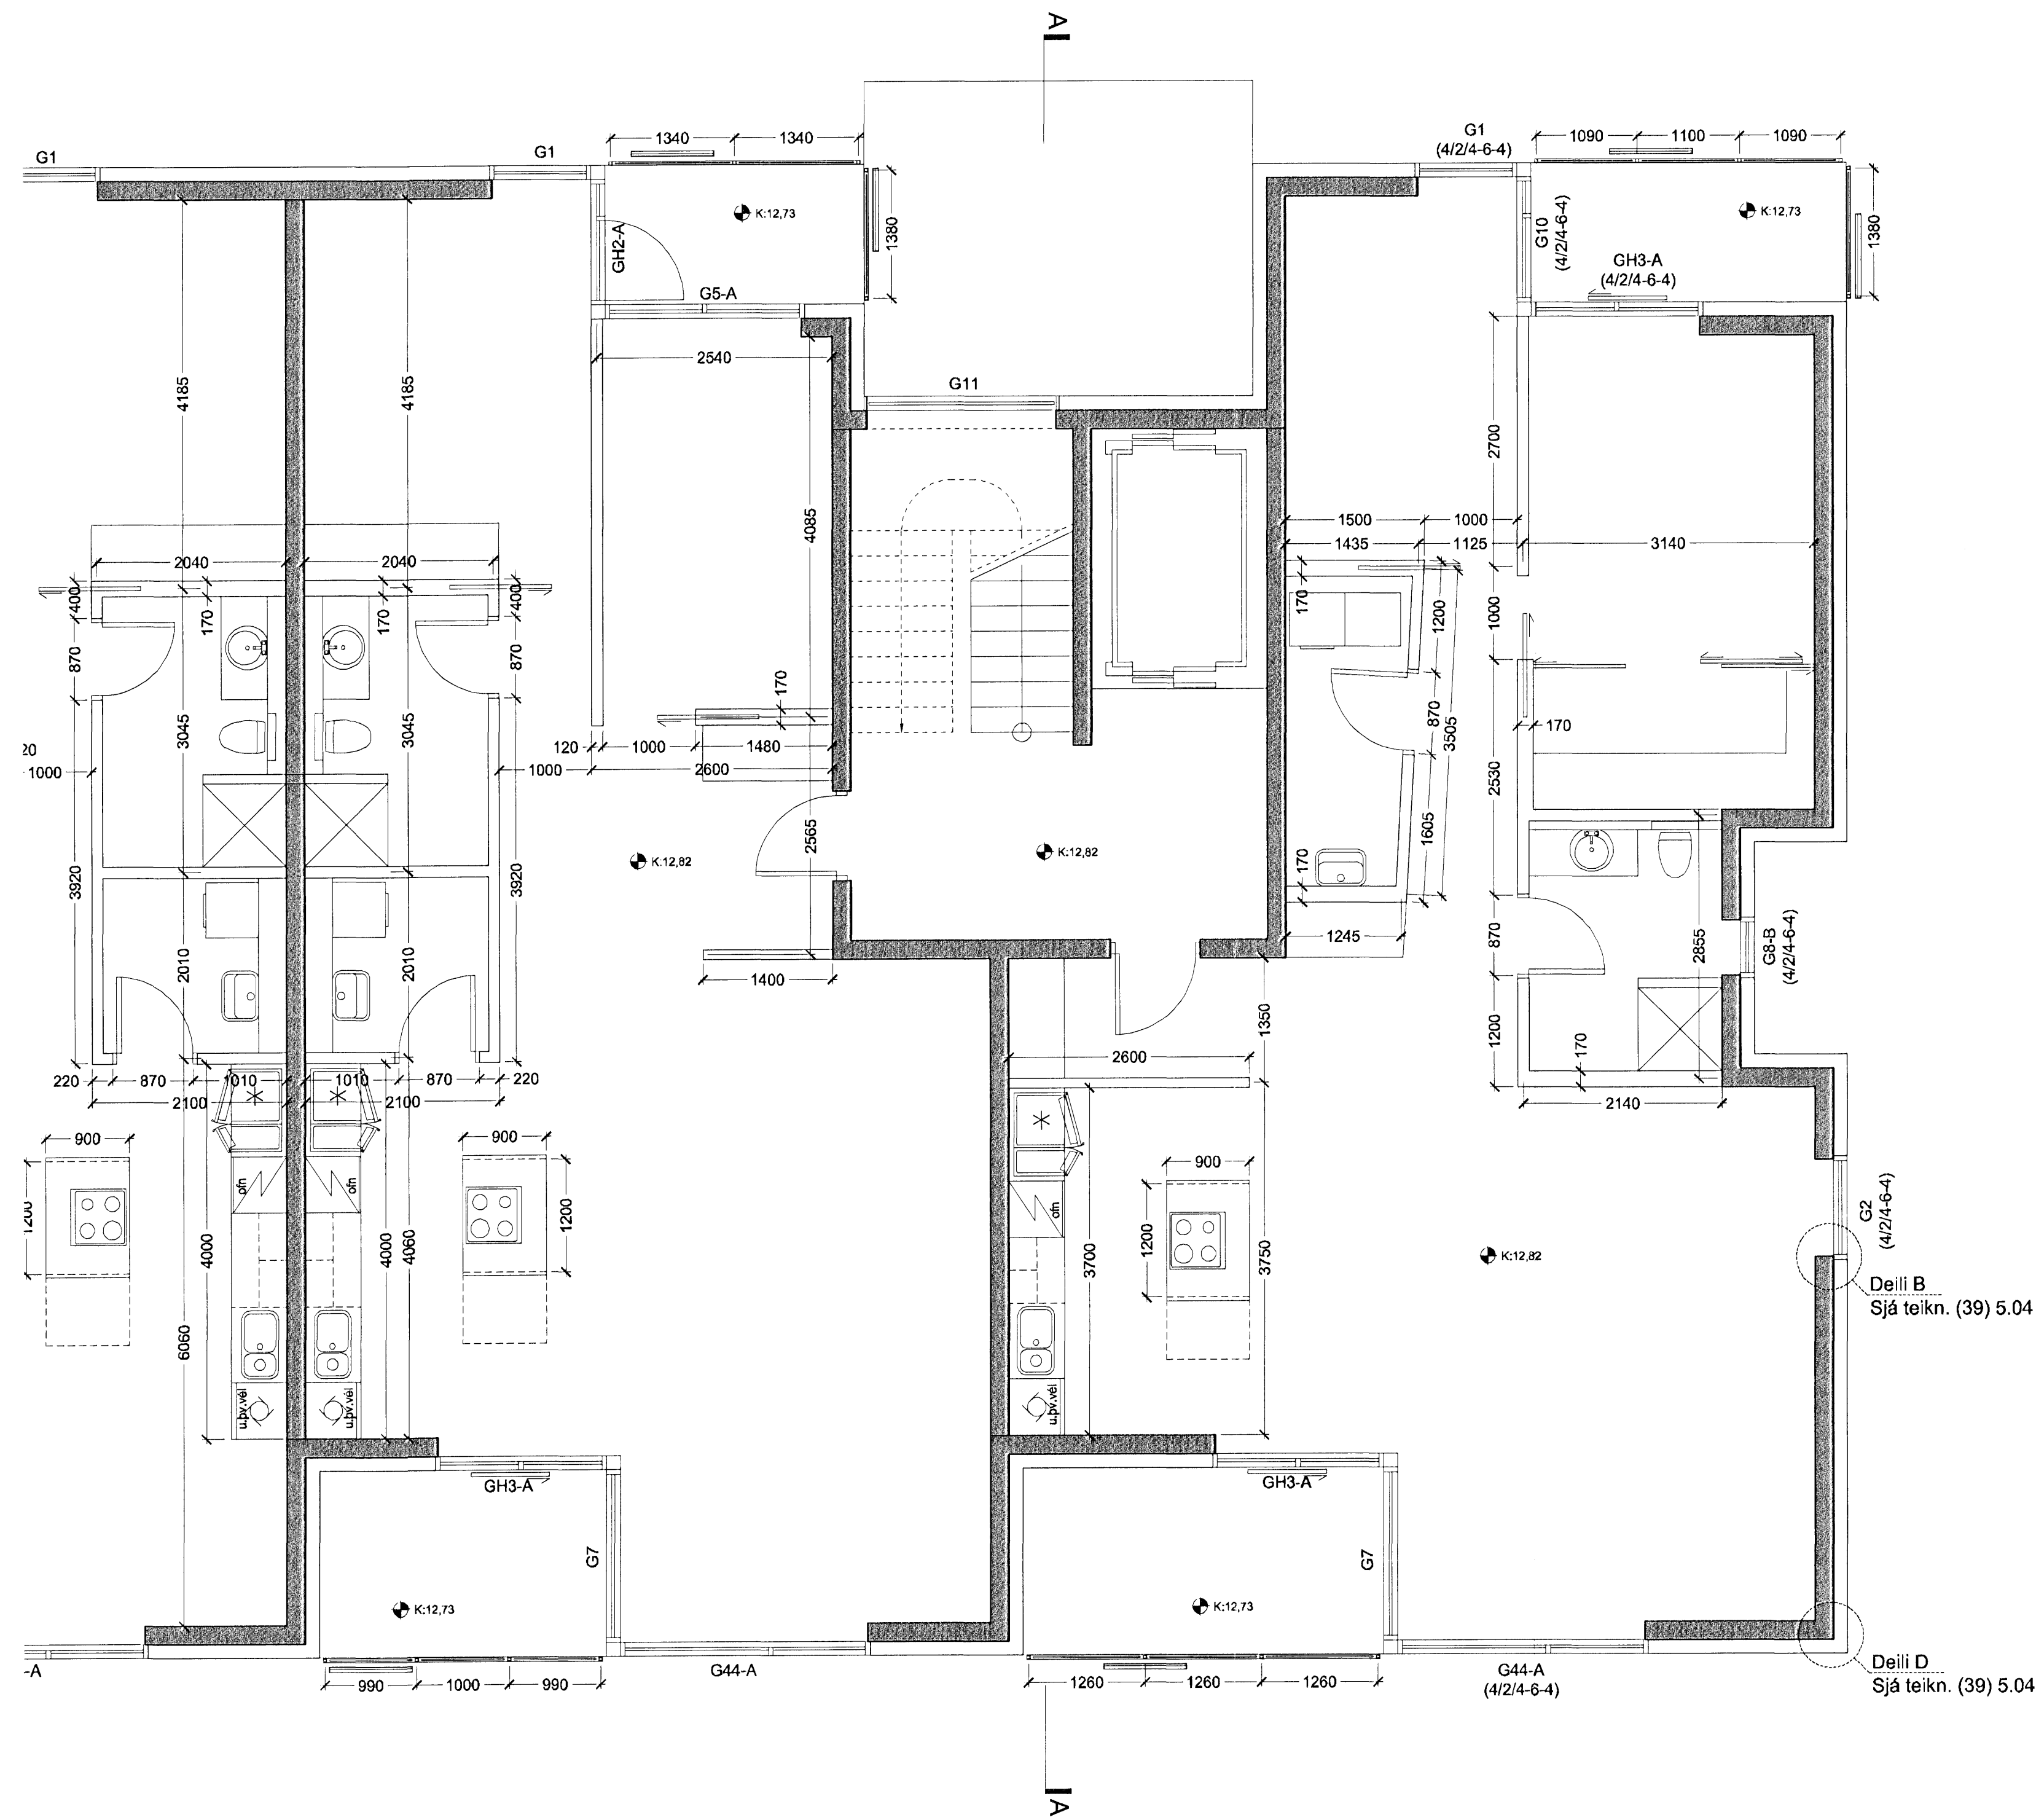 A
G1
G1
1340
1340
G1
(4/2/4-6-4)
1090
1100
1090
K:12,73
1380
GH2-A
G5-A
G10
(4/2/4-6-4)
K:12,73
GH3-A
(4/2/4-6-4)
1380
2540
G11
4185
4185
4085
2700
1500
1000
1435
1125
3140
2040
2040
400
170
170
400
170
1200
1000
870
870
3045
3045
170
870
3505
170
120
1000
1480
1000
2600
20
1000
2530
2565
1605
K:12,82
K:12,82
170
3920
3920
2010
2010
1400
1245
870
2855
G8-B
(4/2/4-6-4)
1350
1200
170
2600
220
870
1010
1010
870
220
2100
2100
2140
900
900
900
ofn
ofn
ofn
1200
1200
1200
4000
4000
4060
3700
3750
K:12,82
G2
(4/2/4-6-4)
Deili B
Sjá teikn. (39) 5.04
6060
u.þv.vél
u.þv.vél
u.þv.vél
GH3-A
GH3-A
G7
G7
K:12,73
K:12,73
-A
990
1000
990
G44-A
1260
1260
1260
G44-A
(4/2/4-6-4)
Deili D
Sjá teikn. (39) 5.04
A